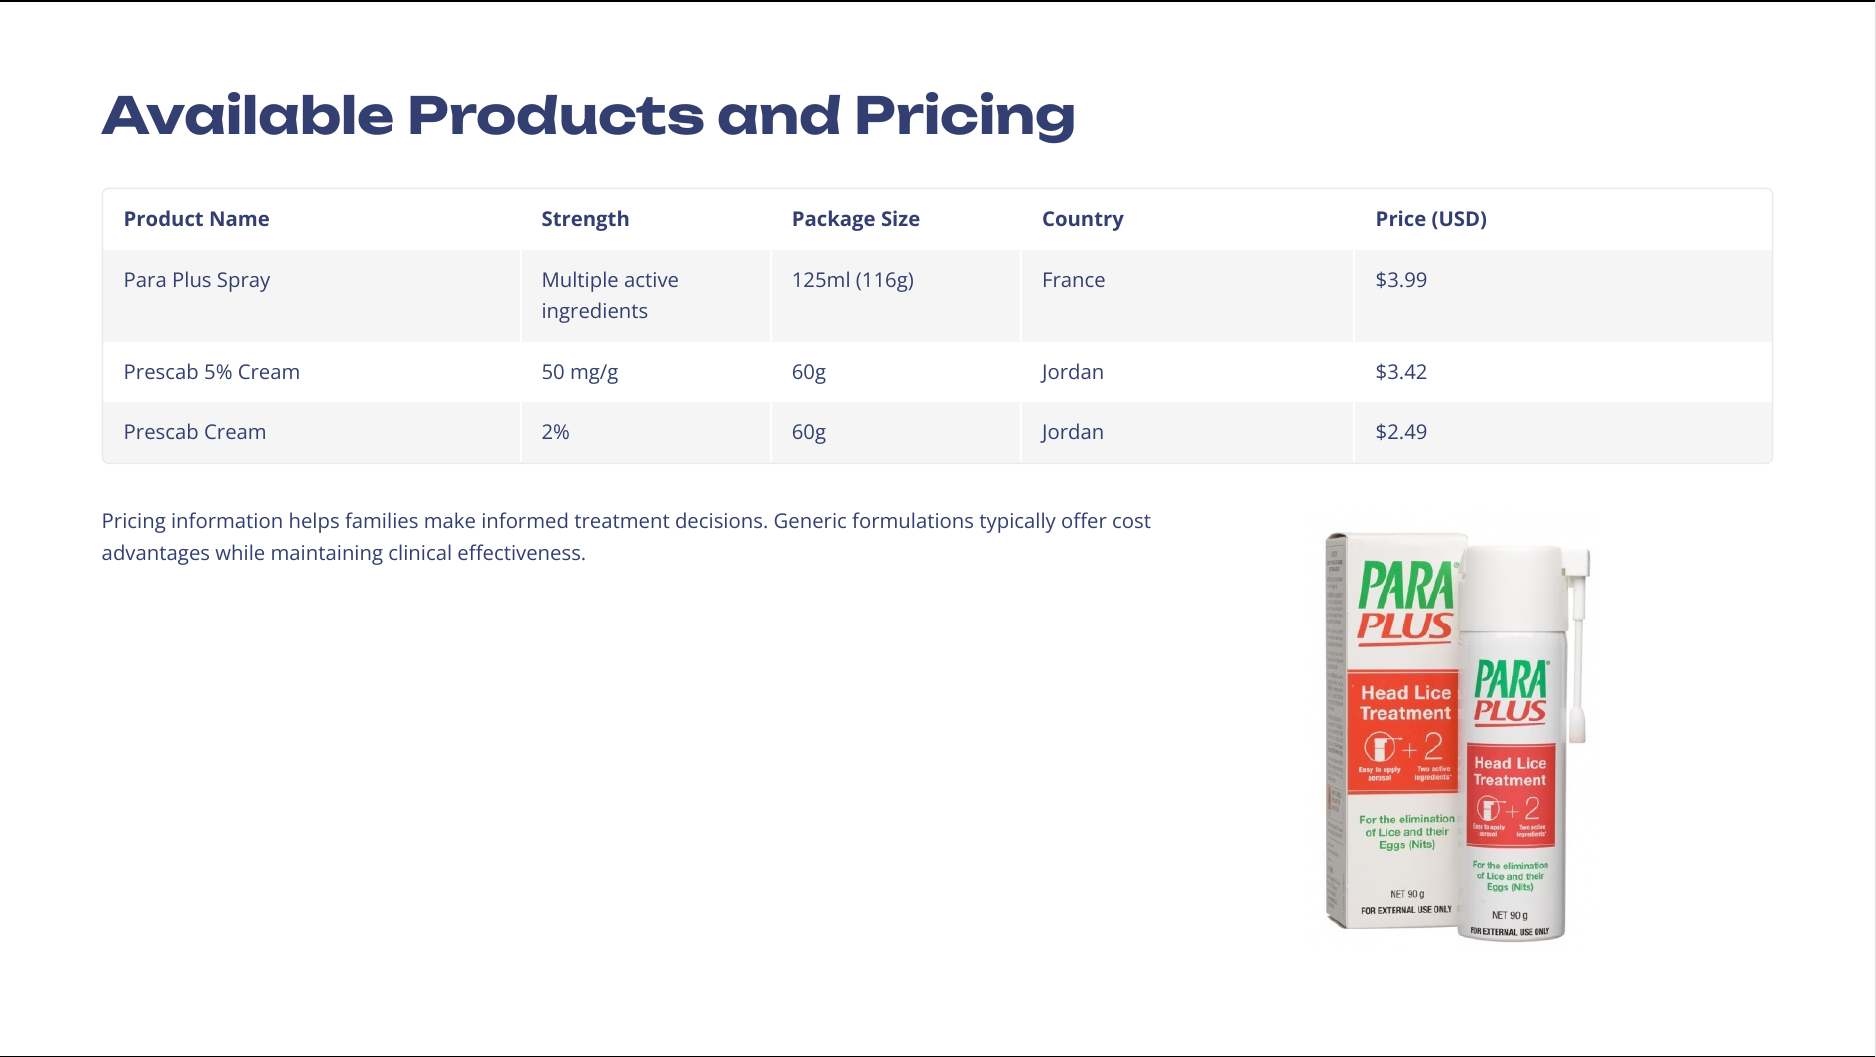 Available Products and Pricing
Product Name Strength Package Size Country Price (USD)
Para Plus Spray Multiple active 125ml (116g) France $3.99
ingredients
Prescab 5% Cream 50 mg/g 60g Jordan $3.42
Prescab Cream 2% 60g Jordan $2.49
Pricing information helps families make informed treatment decisions. Generic formulations typically offer cost
advantages while maintaining clinical effectiveness.
PARA
PLUS
Head Lice
Treatment
+ 2
Easy to apply Two active
aerosol ingredients*
For the elimination
of Lice and their
Eggs (Nits)
NET 90 g
FOR EXTERNAL USE ONLY
PARA®
PLUS
Head Lice
Treatment
+ 2
Easy to apply Two active
aerosol ingredients*
For the elimination
of Lice and their
Eggs (Nits)
NET 90 g
FOR EXTERNAL USE ONLY